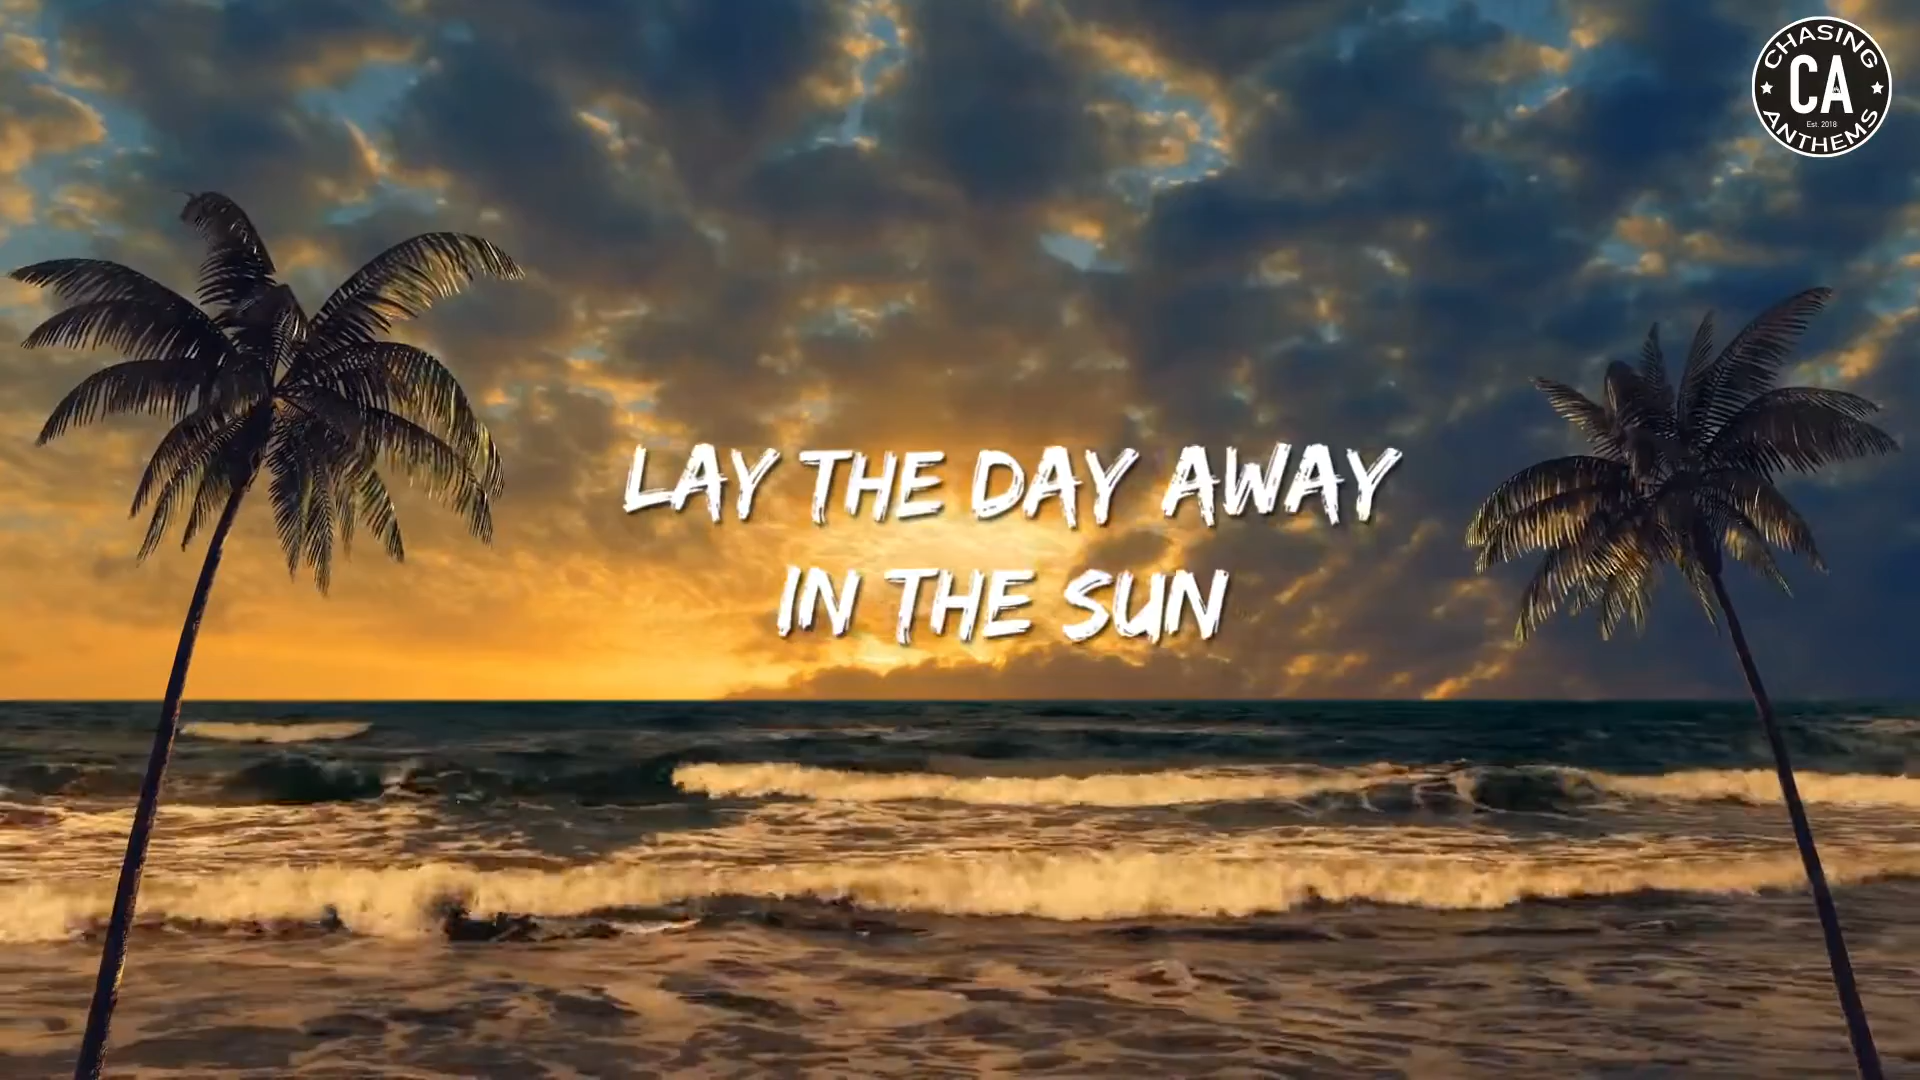 CHASING
CA
Est. 2018
ANTHEMS
LAY THE DAY AWAY
IN THE SUN